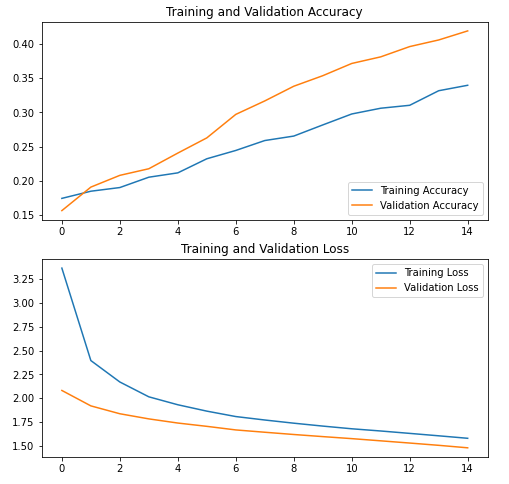 Training and Validation Accuracy
0.40
0.35
0.30
0.25
0.20
0.15
Training Accuracy
Validation Accuracy
0 2 4 6 8 10 12 14
Training and Validation Loss
3.25
3.00
2.75
2.50
2.25
2.00
1.75
1.50
Training Loss
Validation Loss
0 2 4 6 8 10 12 14